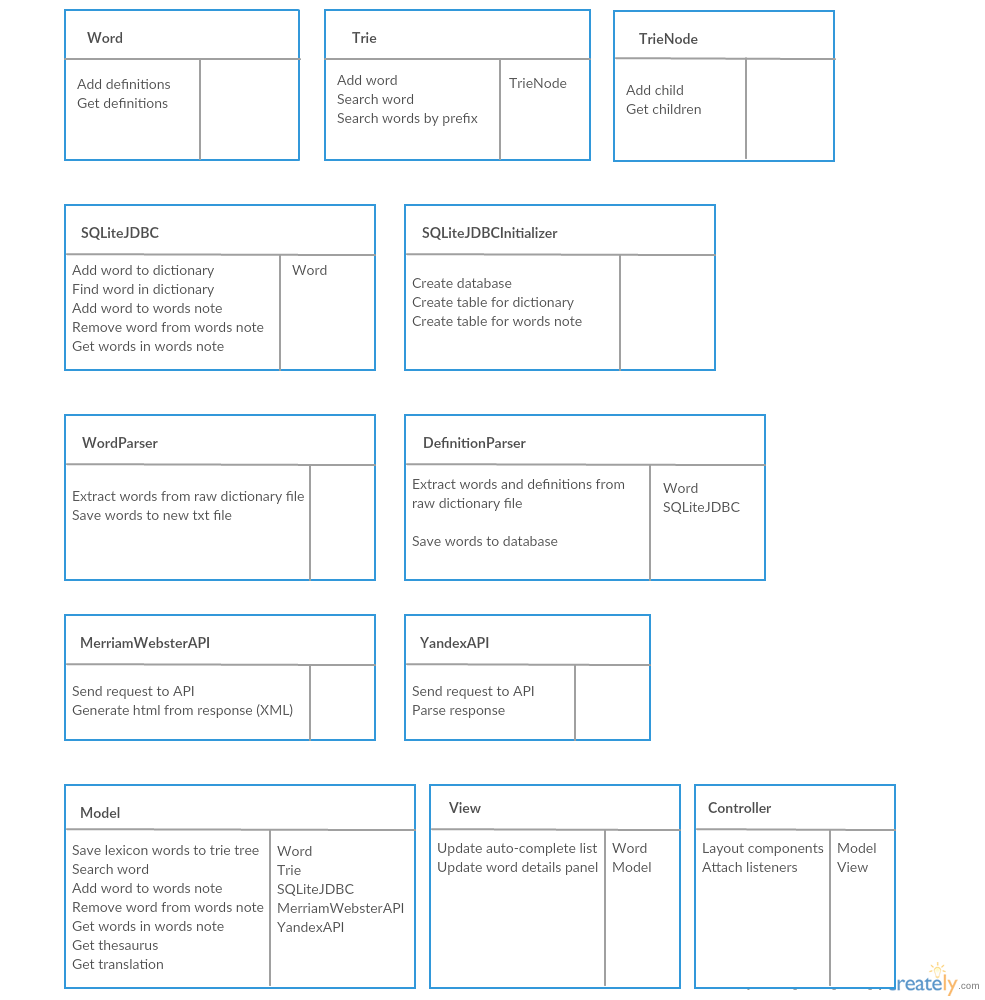 Word
Add definitions
Get definitions
Trie
Add word
Search word
Search words by prefix
TrieNode
TrieNode
Add child
Get children
SQLiteJDBC
Add word to dictionary
Find word in dictionary
Add word to words note
Remove word from words note
Get words in words note
Word
SQLiteJDBCInitializer
Create database
Create table for dictionary
Create table for words note
WordParser
Extract words from raw dictionary file
Save words to new txt file
DefinitionParser
Extract words and definitions from
raw dictionary file
Save words to database
Word
SQLiteJDBC
MerriamWebsterAPI
Send request to API
Generate html from response (XML)
YandexAPI
Send request to API
Parse response
Model
Save lexicon words to trie tree
Search word
Add word to words note
Remove word from words note
Get words in words note
Get thesaurus
Get translation
Word
Trie
SQLiteJDBC
MerriamWebsterAPI
YandexAPI
View
Update auto-complete list
Update word details panel
Word
Model
Controller
Layout components
Attach listeners
Model
View
creately.com